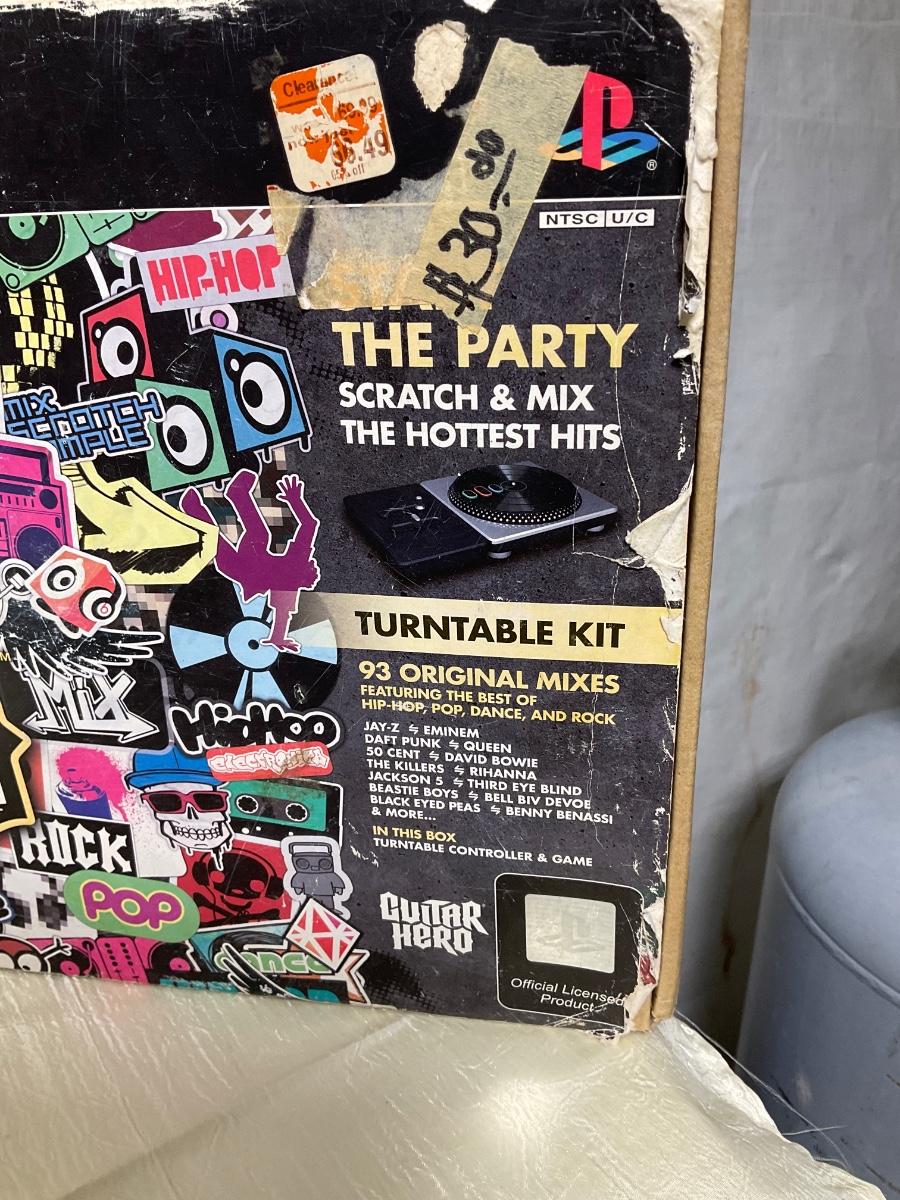 Clearance!
$30.00
®
NTSC U/C
HIP-HOP
THE PARTY
SCRATCH & MIX
THE HOTTEST HITS
MIX
SCRATCH
TURNTABLE KIT
93 ORIGINAL MIXES
FEATURING THE BEST OF
HIP-HOP, POP, DANCE, AND ROCK
JAY-Z ⇋ EMINEM
DAFT PUNK ⇋ QUEEN
50 CENT ⇋ DAVID BOWIE
THE KILLERS ⇋ RIHANNA
JACKSON 5 ⇋ THIRD EYE BLIND
BEASTIE BOYS ⇋ BELL BIV DEVOE
BLACK EYED PEAS ⇋ BENNY BENASSI
& MORE...
IN THIS BOX
TURNTABLE CONTROLLER & GAME
MIX
HIPHOP
ROCK
POP
GUITAR
HERO
Official Licensed
Product